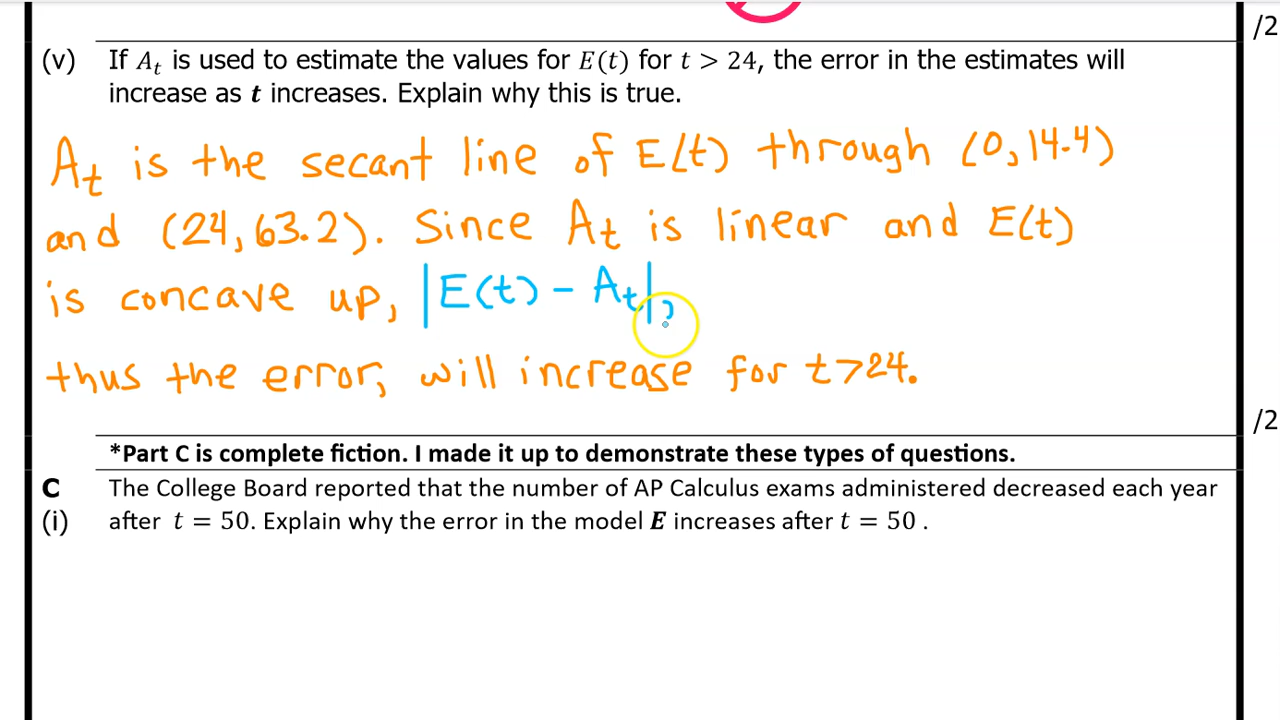 /2
(v) If Aₜ is used to estimate the values for E(t) for t > 24, the error in the estimates will
increase as t increases. Explain why this is true.
Aₜ is the secant line of E(t) through (0, 14.4)
and (24, 63.2). Since Aₜ is linear and E(t)
is concave up, |E(t) - Aₜ|,
thus the error, will increase for t>24.
/2
*Part C is complete fiction. I made it up to demonstrate these types of questions.
C The College Board reported that the number of AP Calculus exams administered decreased each year
(i) after t = 50. Explain why the error in the model E increases after t = 50 .